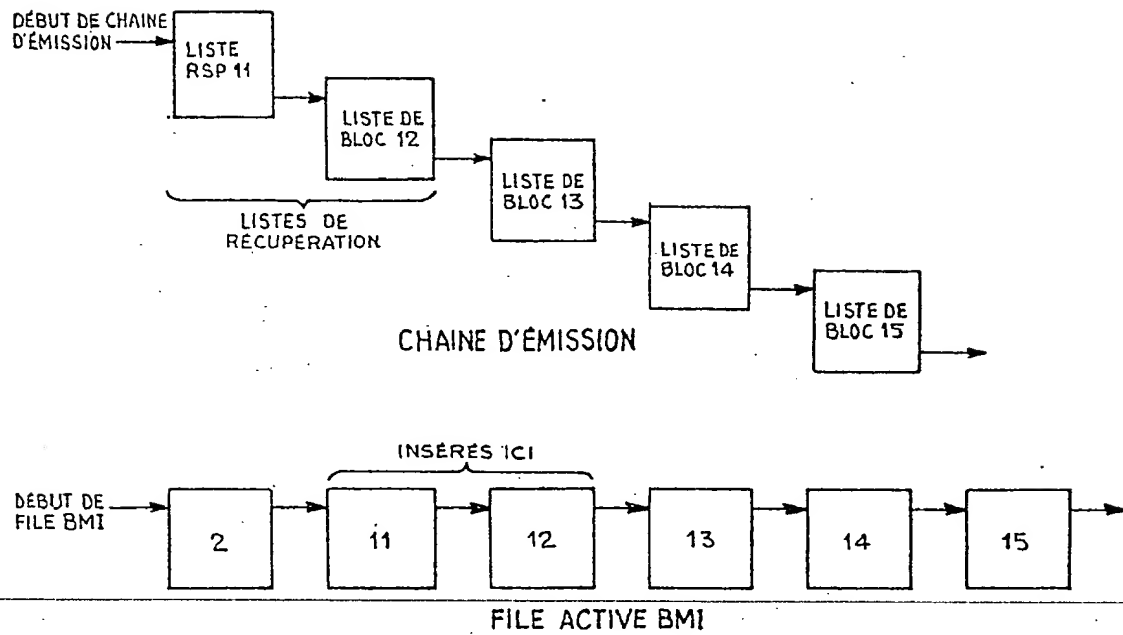 DÉBUT DE CHAINE
D'ÉMISSION
LISTE
RSP 11
LISTE DE
BLOC 12
LISTE DE
BLOC 13
LISTE DE
BLOC 14
LISTE DE
BLOC 15
LISTES DE
RÉCUPÉRATION
CHAINE D'ÉMISSION
INSÉRÉS ICI
DÉBUT DE
FILE BMI
2
11
12
13
14
15
FILE ACTIVE BMI